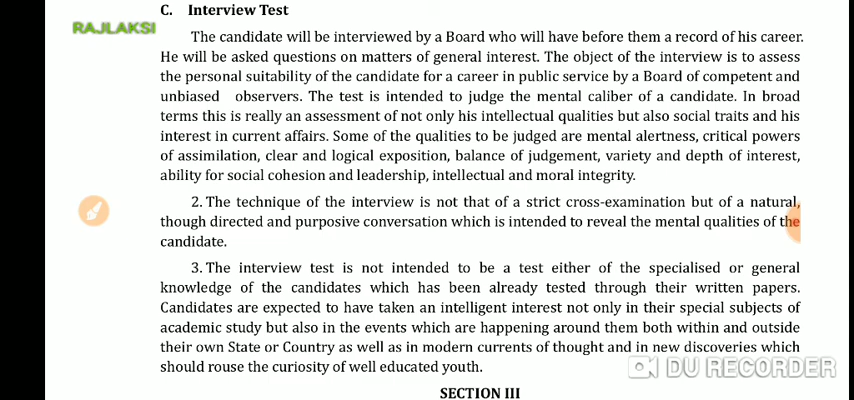 C. Interview Test
RAJLAKSI
The candidate will be interviewed by a Board who will have before them a record of his career.
He will be asked questions on matters of general interest. The object of the interview is to assess
the personal suitability of the candidate for a career in public service by a Board of competent and
unbiased observers. The test is intended to judge the mental caliber of a candidate. In broad
terms this is really an assessment of not only his intellectual qualities but also social traits and his
interest in current affairs. Some of the qualities to be judged are mental alertness, critical powers
of assimilation, clear and logical exposition, balance of judgement, variety and depth of interest,
ability for social cohesion and leadership, intellectual and moral integrity.
2. The technique of the interview is not that of a strict cross-examination but of a natural,
though directed and purposive conversation which is intended to reveal the mental qualities of the
candidate.
3. The interview test is not intended to be a test either of the specialised or general
knowledge of the candidates which has been already tested through their written papers.
Candidates are expected to have taken an intelligent interest not only in their special subjects of
academic study but also in the events which are happening around them both within and outside
their own State or Country as well as in modern currents of thought and in new discoveries which
should rouse the curiosity of well educated youth.
DU RECORDER
SECTION III